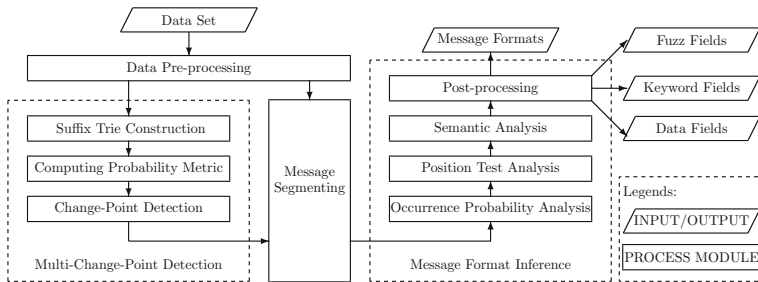 Data Set
Data Pre-processing
Suffix Trie Construction
Computing Probability Metric
Change-Point Detection
Multi-Change-Point Detection
Message
Segmenting
Message Formats
Post-processing
Semantic Analysis
Position Test Analysis
Occurrence Probability Analysis
Message Format Inference
Fuzz Fields
Keyword Fields
Data Fields
Legends:
INPUT/OUTPUT
PROCESS MODULE